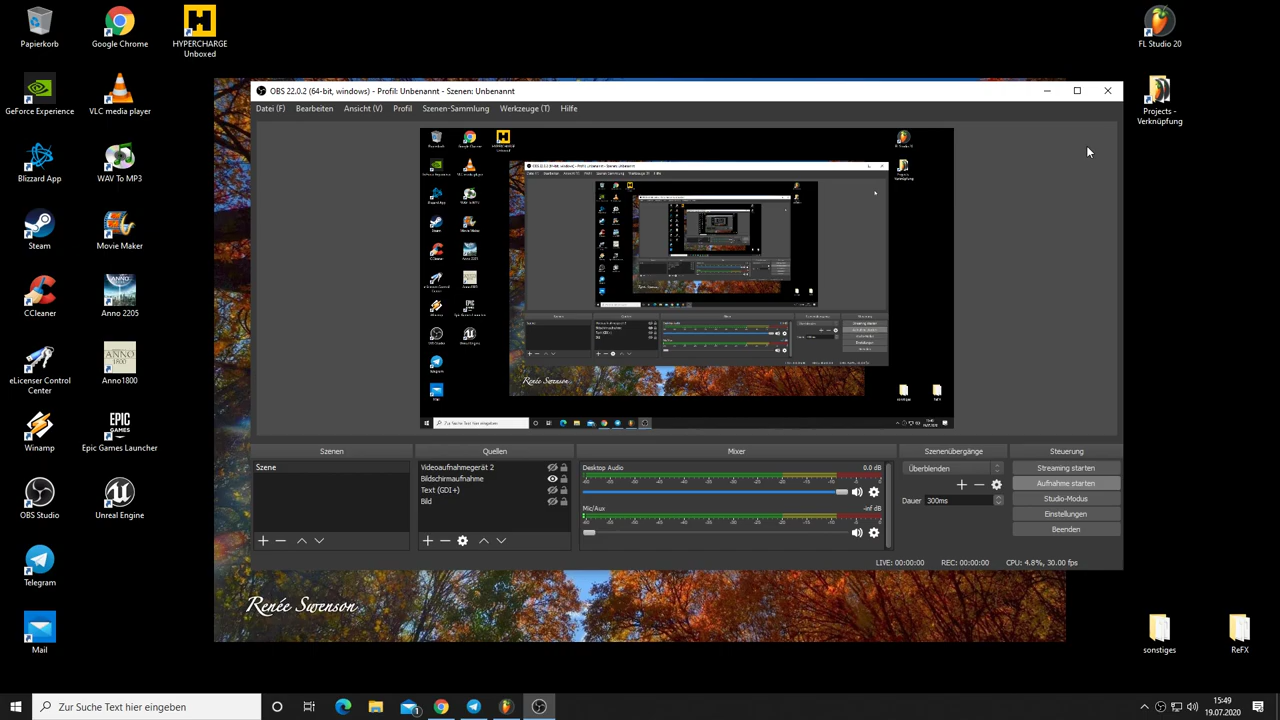 Papierkorb
Google Chrome
HYPERCHARGE Unboxed
GeForce Experience
VLC media player
Blizzard App
WAV To MP3
Steam
Movie Maker
CCleaner
Anno 2205
eLicenser Control Center
ANNO 1800
Anno1800
Winamp
EPIC GAMES
Epic Games Launcher
OBS Studio
Unreal Engine
Telegram
Mail
FL Studio 20
Projects - Verknüpfung
sonstiges
ReFX
OBS 22.0.2 (64-bit, windows) - Profil: Unbenannt - Szenen: Unbenannt
Datei (F) Bearbeiten Ansicht (V) Profil Szenen-Sammlung Werkzeuge (T) Hilfe
Szenen Quellen Mixer Szenenübergänge Steuerung
Szene
Videoaufnahmegerät 2
Bildschirmaufnahme
Text (GDI+)
Bild
Desktop Audio 0.0 dB
Mic/Aux -inf dB
Überblenden
Dauer 300ms
Streaming starten
Aufnahme starten
Studio-Modus
Einstellungen
Beenden
LIVE: 00:00:00 REC: 00:00:00 CPU: 4.8%, 30.00 fps
Renée Swenson
Zur Suche Text hier eingeben
1
15:49
19.07.2020